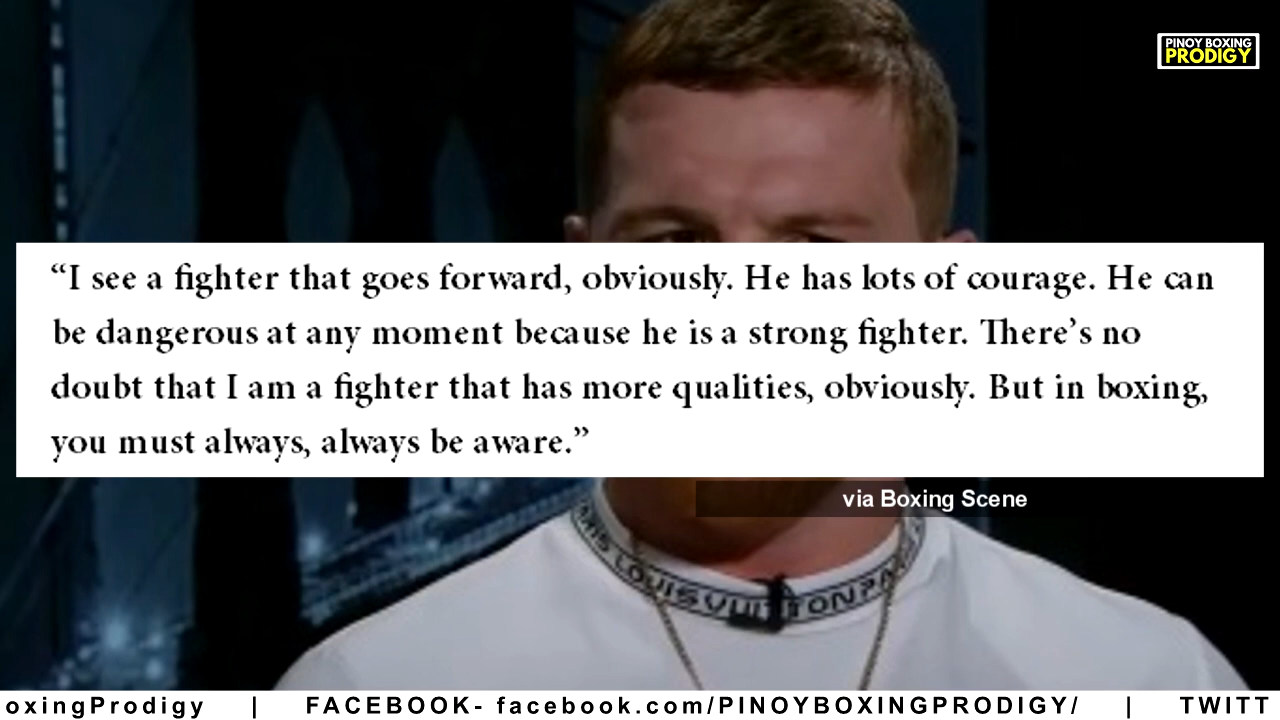 PINOY BOXING
PRODIGY
“I see a fighter that goes forward, obviously. He has lots of courage. He can
be dangerous at any moment because he is a strong fighter. There’s no
doubt that I am a fighter that has more qualities, obviously. But in boxing,
you must always, always be aware.”
via Boxing Scene
LOUIS VUITTON
oxingProdigy | FACEBOOK- facebook.com/PINOYBOXINGPRODIGY/ | TWITT